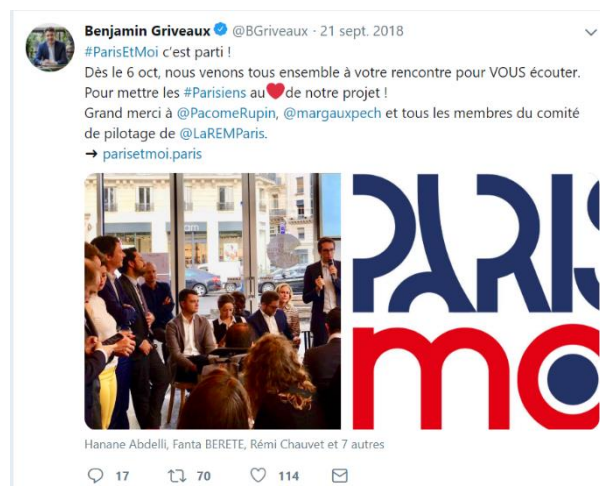 Benjamin Griveaux @BGriveaux · 21 sept. 2018
#ParisEtMoi c'est parti !
Dès le 6 oct, nous venons tous ensemble à votre rencontre pour VOUS écouter.
Pour mettre les #Parisiens au❤de notre projet !
Grand merci à @PacomeRupin, @margauxpech et tous les membres du comité
de pilotage de @LaREMParis.
→ parisetmoi.paris
PARIS
mo
Hanane Abdelli, Fanta BERETE, Rémi Chauvet et 7 autres
17 70 114